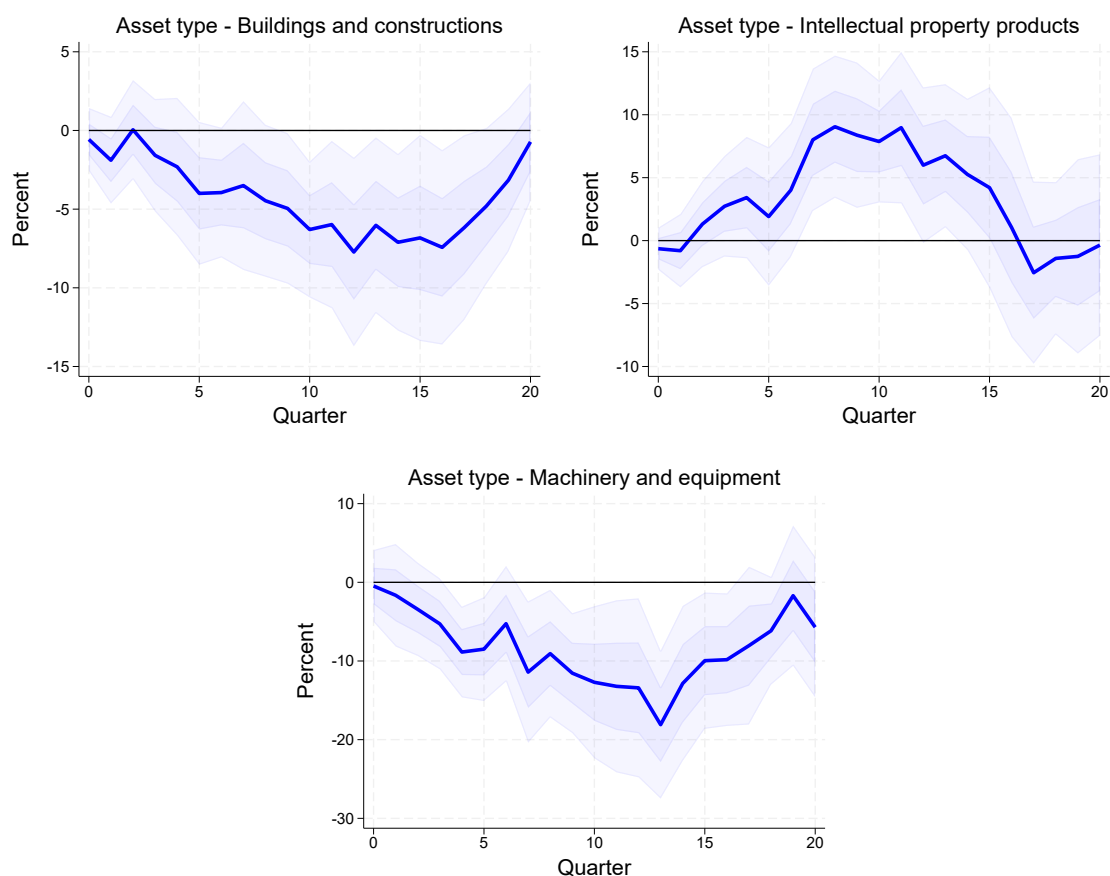 Asset type - Buildings and constructions
5
0
-5
-10
-15
Percent
0 5 10 15 20
Quarter
Asset type - Intellectual property products
15
10
5
0
-5
-10
Percent
0 5 10 15 20
Quarter
Asset type - Machinery and equipment
10
0
-10
-20
-30
Percent
0 5 10 15 20
Quarter